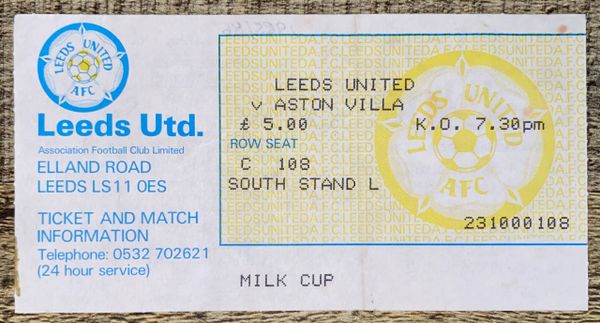 LEEDS UNITED
AFC
Leeds Utd.
Association Football Club Limited
ELLAND ROAD
LEEDS LS11 0ES
TICKET AND MATCH
INFORMATION
Telephone: 0532 702621
(24 hour service)
LEEDS UNITED
v ASTON VILLA
£ 5.00 K.O. 7.30pm
ROW SEAT
C 108
SOUTH STAND L
LEEDS UNITED
AFC
231000108
MILK CUP